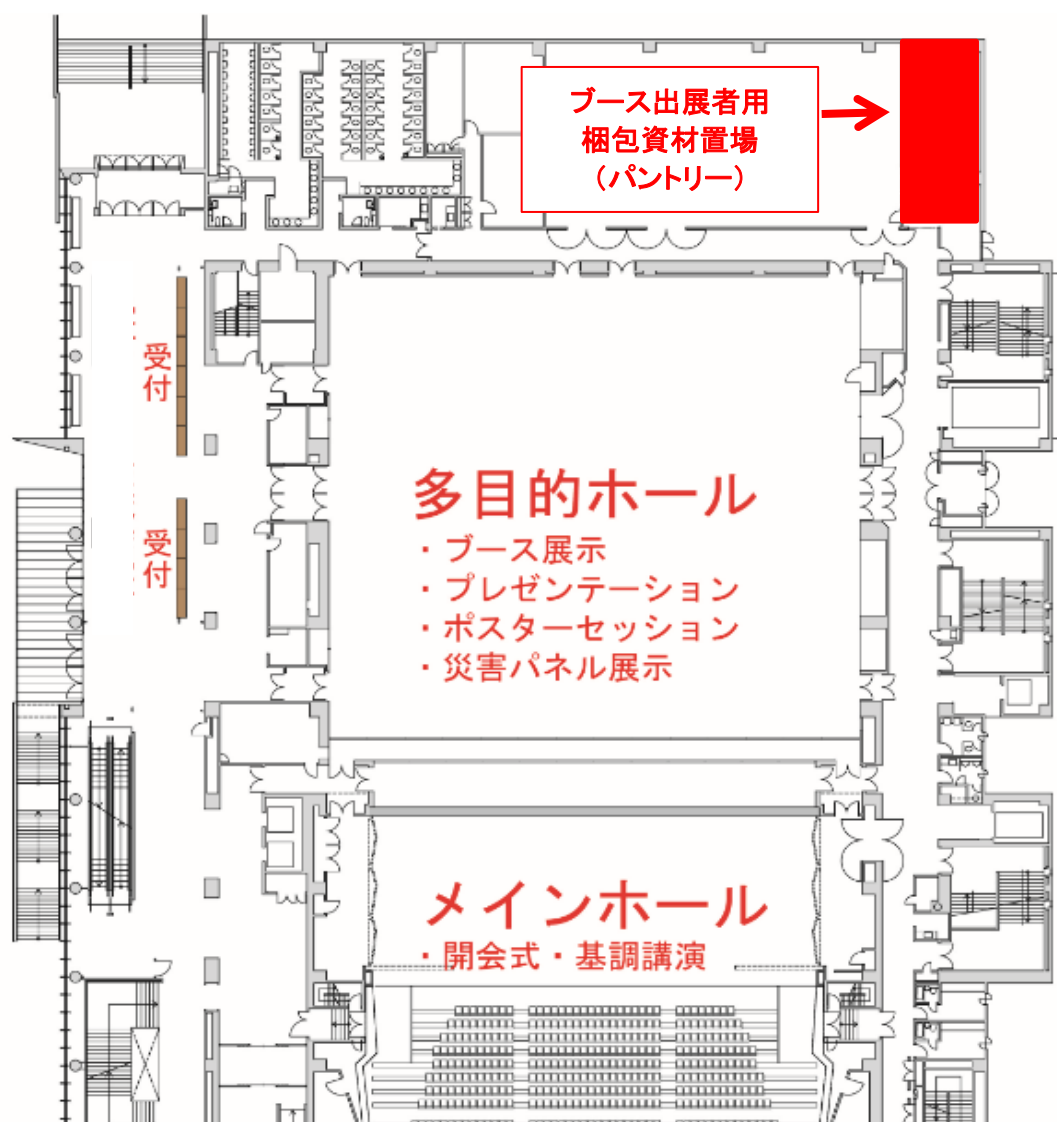 ブース出展者用
梱包資材置場
（パントリー）
受付
受付
多目的ホール
・ブース展示
・プレゼンテーション
・ポスターセッション
・災害パネル展示
メインホール
・開会式・基調講演